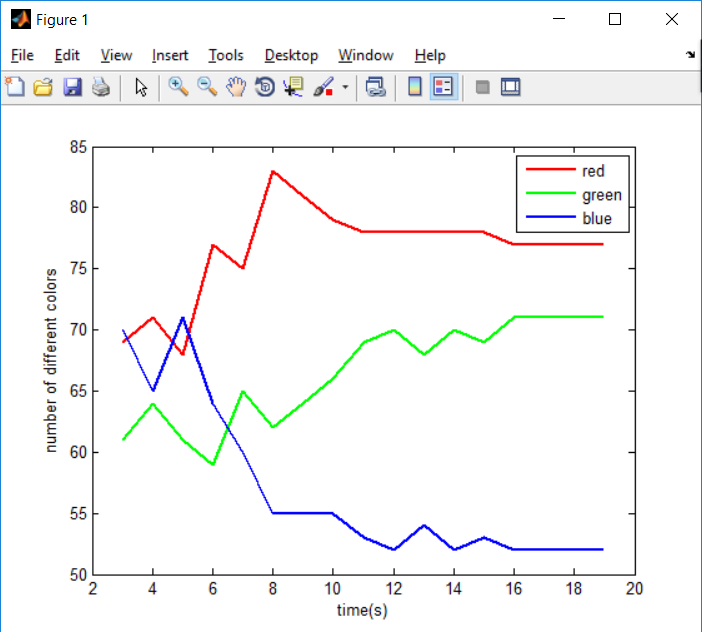 Figure 1
File Edit View Insert Tools Desktop Window Help
85
80
75
70
65
60
55
50
number of different colors
red
green
blue
2 4 6 8 10 12 14 16 18 20
time(s)